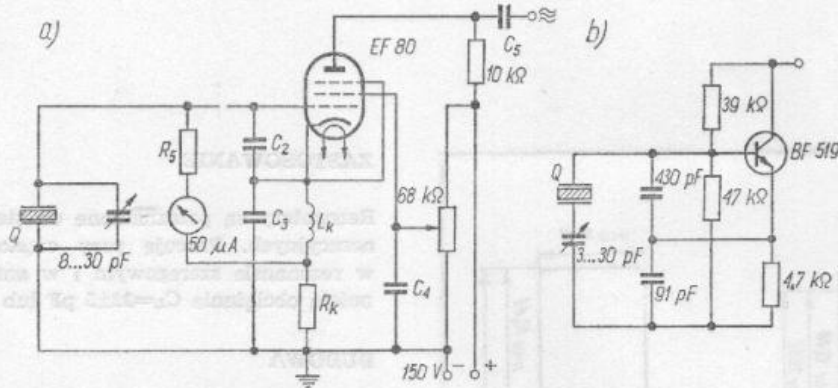 a)
EF 80
C5
10 kΩ
R5
C2
Q
8...30 pF
50 μA
C3
Lk
68 kΩ
C4
Rk
150 V
−
+
b)
39 kΩ
BF 519
Q
430 pF
47 kΩ
3...30 pF
91 pF
4,7 kΩ